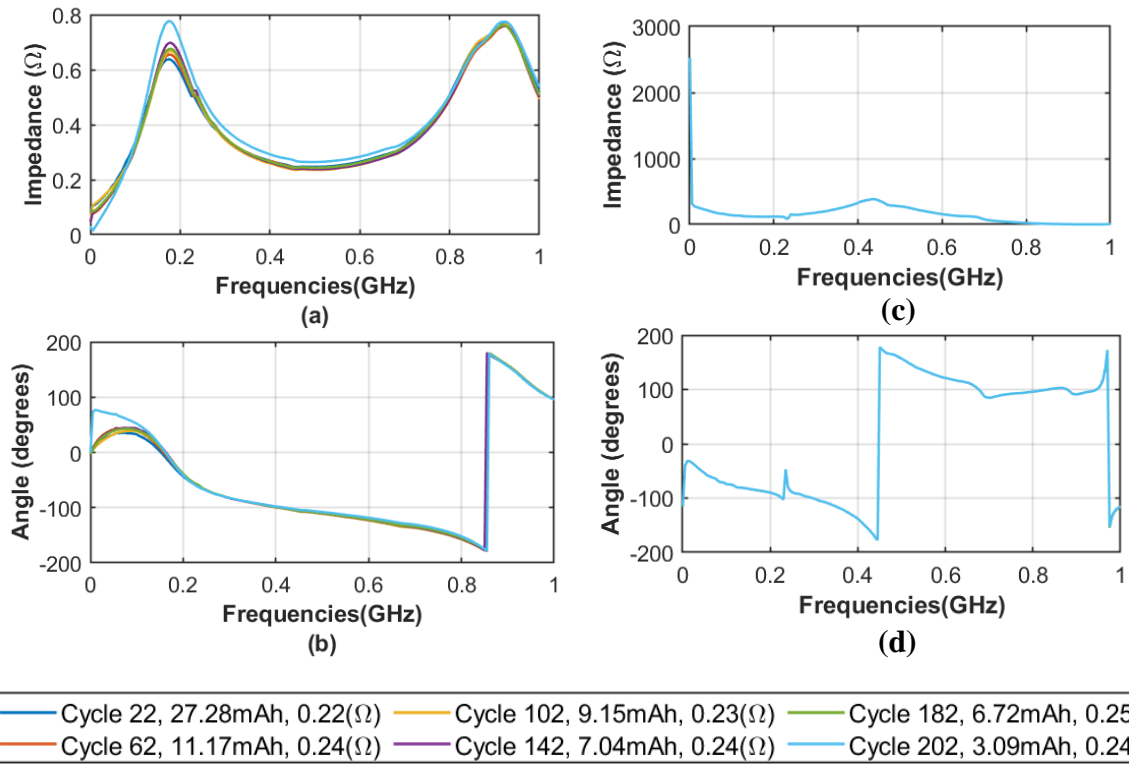 0.8
0.6
0.4
0.2
0
Impedance (Ω)
0 0.2 0.4 0.6 0.8 1
Frequencies(GHz)
(a)
3000
2000
1000
0
Impedance (Ω)
0 0.2 0.4 0.6 0.8 1
Frequencies(GHz)
(c)
200
100
0
-100
-200
Angle (degrees)
0 0.2 0.4 0.6 0.8 1
Frequencies(GHz)
(b)
200
100
0
-100
-200
Angle (degrees)
0 0.2 0.4 0.6 0.8 1
Frequencies(GHz)
(d)
Cycle 22, 27.28mAh, 0.22(Ω) Cycle 102, 9.15mAh, 0.23(Ω) Cycle 182, 6.72mAh, 0.25
Cycle 62, 11.17mAh, 0.24(Ω) Cycle 142, 7.04mAh, 0.24(Ω) Cycle 202, 3.09mAh, 0.24